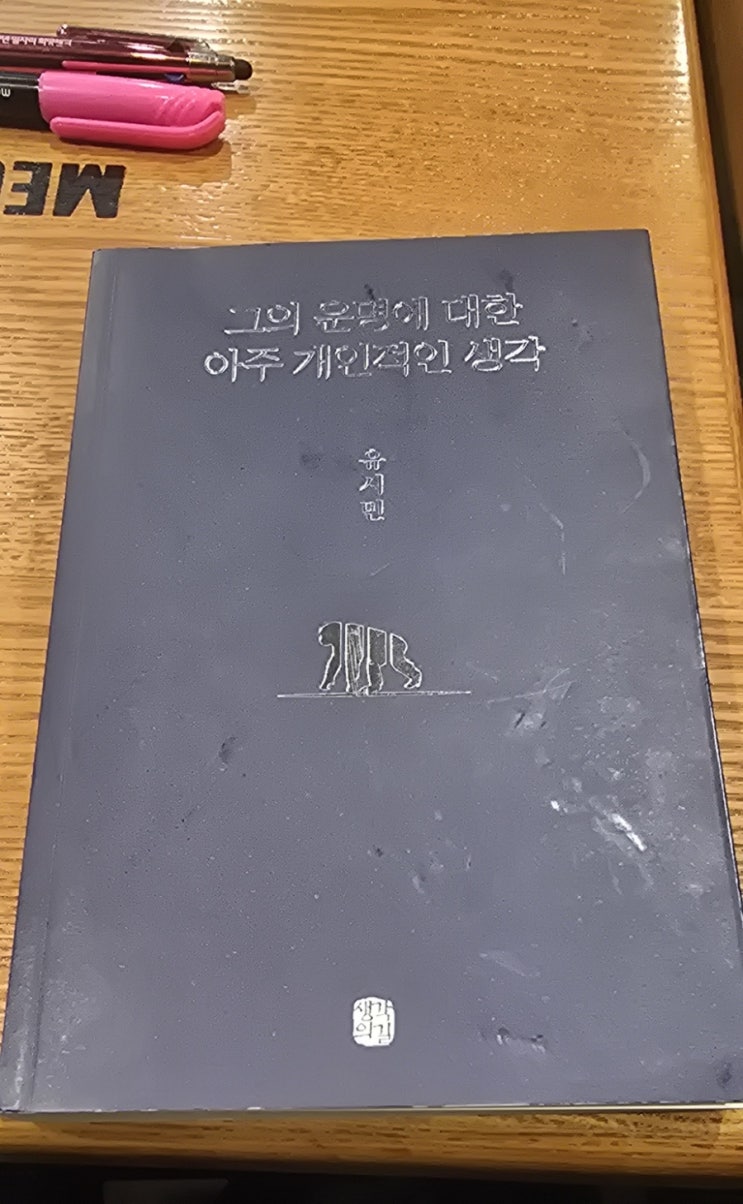 그의 운명에 대한
아주 개인적인 생각
유시민
생각
의길